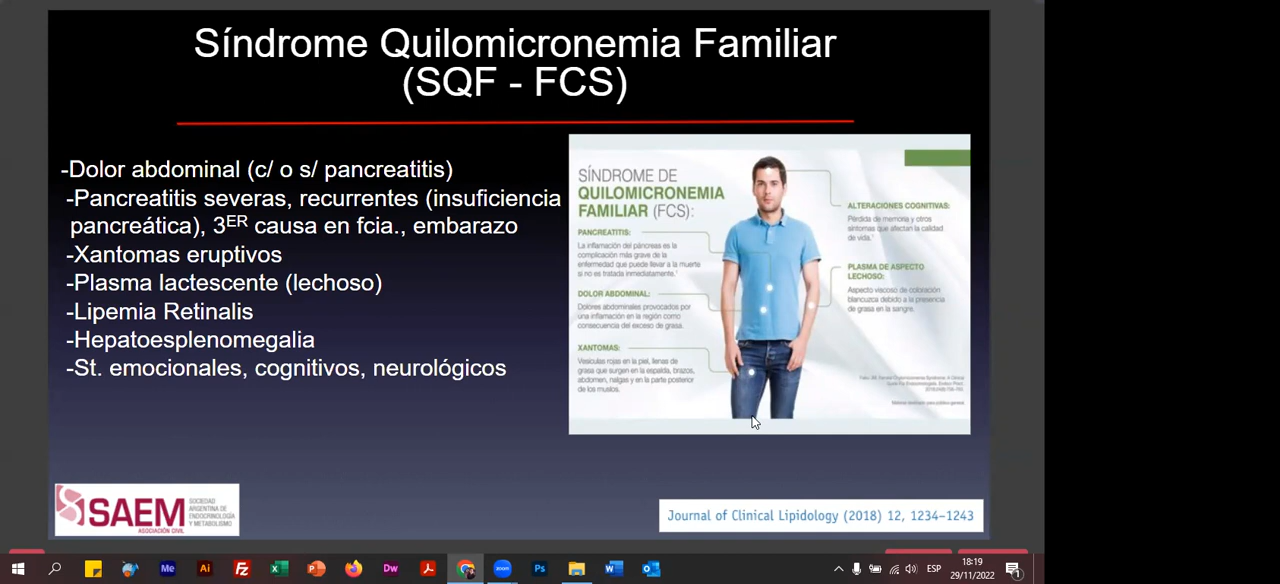 Síndrome Quilomicronemia Familiar
(SQF - FCS)
-Dolor abdominal (c/ o s/ pancreatitis)
-Pancreatitis severas, recurrentes (insuficiencia
pancreática), 3ER causa en fcia., embarazo
-Xantomas eruptivos
-Plasma lactescente (lechoso)
-Lipemia Retinalis
-Hepatoesplenomegalia
-St. emocionales, cognitivos, neurológicos
SÍNDROME DE
QUILOMICRONEMIA
FAMILIAR (FCS):
PANCREATITIS:
La inflamación del páncreas es la
complicación más grave de la
enfermedad que puede llevar a la muerte
si no es tratada inmediatamente.
DOLOR ABDOMINAL:
Dolores abdominales provocados por
una inflamación en la región como
consecuencia del exceso de grasa.
XANTOMAS:
Vesículas rojas en la piel, llenas de
grasa que surgen en la espalda, brazos,
abdomen, nalgas y en la parte posterior
de los muslos.
ALTERACIONES COGNITIVAS:
Pérdida de memoria y otros
síntomas que afectan la calidad
de vida.
PLASMA DE ASPECTO
LECHOSO:
Aspecto viscoso de coloración
blancuzca debido a la presencia
de grasa en la sangre.
SAEM
SOCIEDAD
ARGENTINA DE
ENDOCRINOLOGÍA
Y METABOLISMO
ASOCIACIÓN CIVIL
Journal of Clinical Lipidology (2018) 12, 1234–1243
Me
Ai
Fz
Dw
zoom
Ps
ESP
18:19
29/11/2022
1